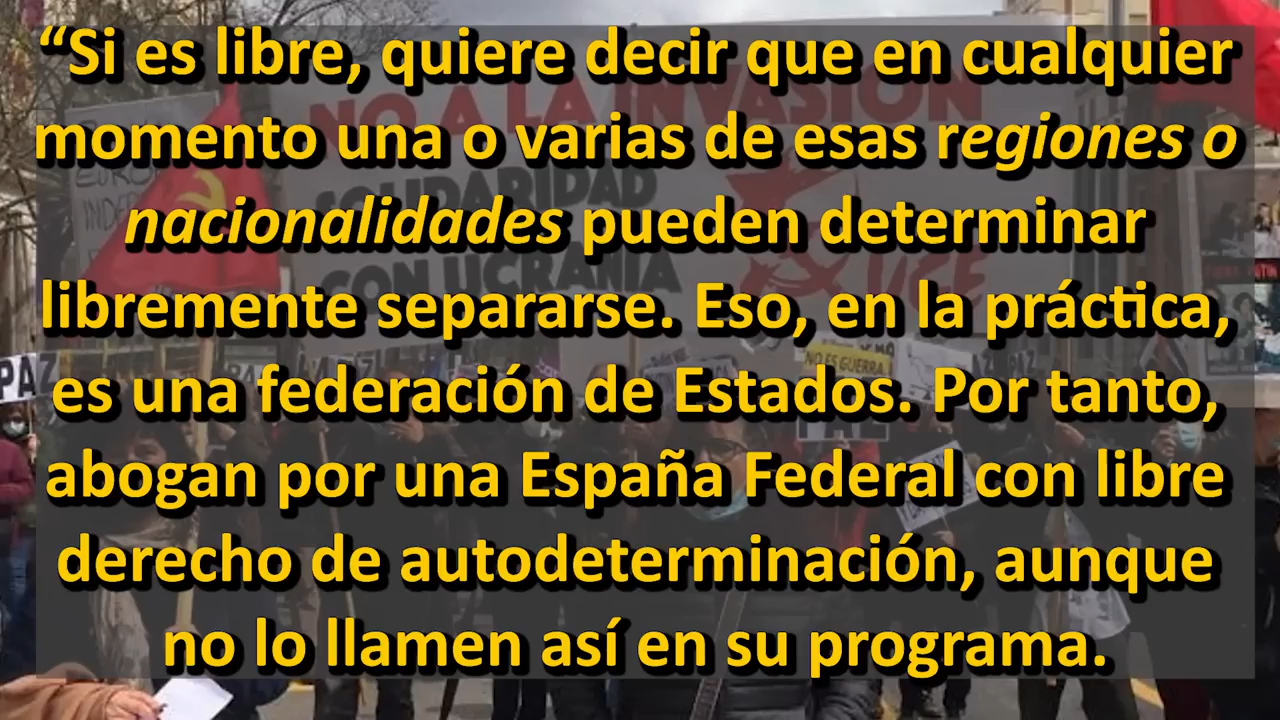 “Si es libre, quiere decir que en cualquier
momento una o varias de esas regiones o
nacionalidades pueden determinar
libremente separarse. Eso, en la práctica,
es una federación de Estados. Por tanto,
abogan por una España Federal con libre
derecho de autodeterminación, aunque
no lo llamen así en su programa.
NO A LA INVASIÓN
SOLIDARIDAD
CON UCRANIA
PAZ
NO ES GUERRA
PAZ